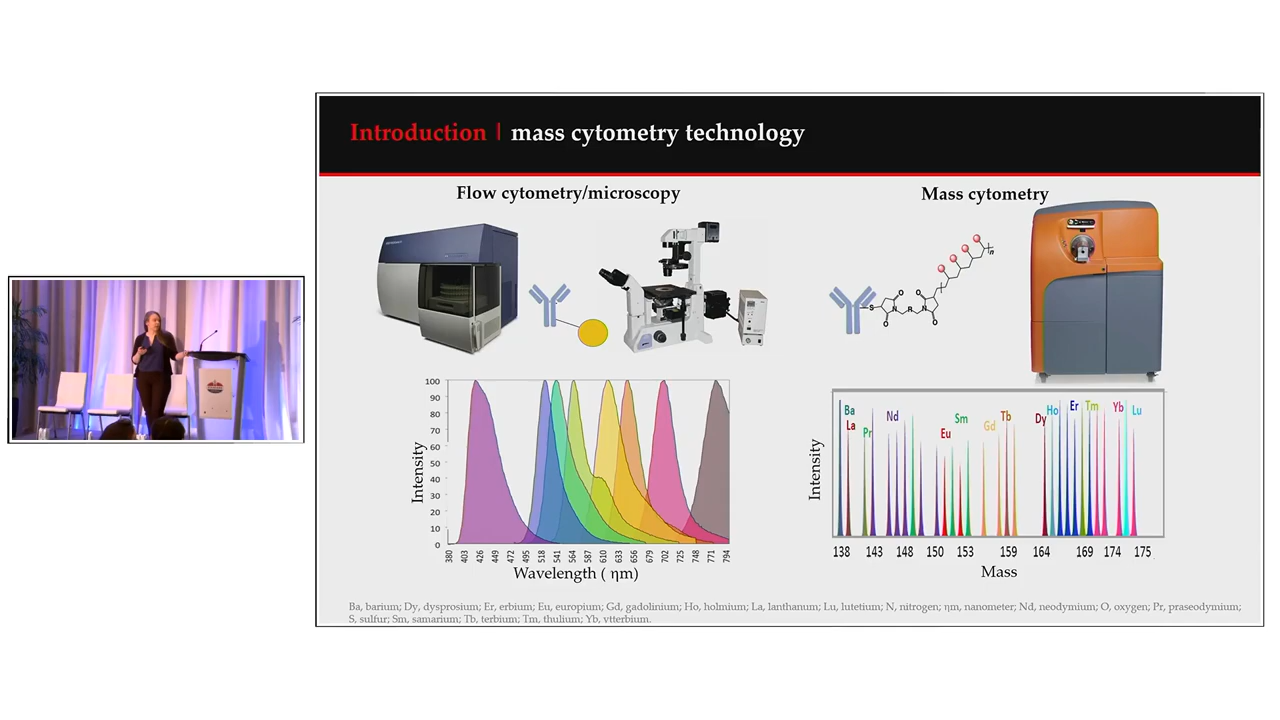 Introduction | mass cytometry technology
Flow cytometry/microscopy
Mass cytometry
n
S
O
O
N
R
N
O
O
100
90
80
70
60
50
40
30
20
10
0
Intensity
380 403 426 449 472 495 518 541 564 587 610 633 656 679 702 725 748 771 794
Wavelength ( ηm)
Ba
La
Pr
Nd
Eu
Sm
Gd
Tb
Dy
Ho
Er
Tm
Yb
Lu
Intensity
138 143 148 150 153 159 164 169 174 175
Mass
Ba, barium; Dy, dysprosium; Er, erbium; Eu, europium; Gd, gadolinium; Ho, holmium; La, lanthanum; Lu, lutetium; N, nitrogen; ηm, nanometer; Nd, neodymium; O, oxygen; Pr, praseodymium;
S, sulfur; Sm, samarium; Tb, terbium; Tm, thulium; Yb, ytterbium.